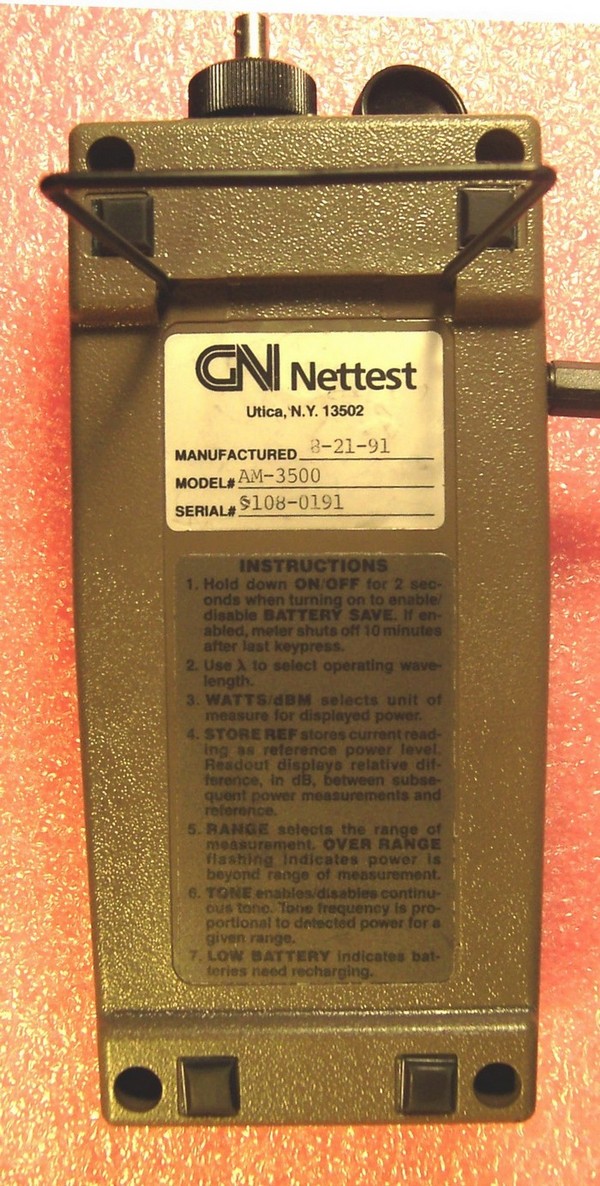 GN Nettest
Utica, N.Y. 13502
MANUFACTURED 8-21-91
MODEL# AM-3500
SERIAL# 9108-0191
INSTRUCTIONS
1. Hold down ON/OFF for 2 sec-
onds when turning on to enable/
disable BATTERY SAVE. If en-
abled, meter shuts off 10 minutes
after last keypress.
2. Use λ to select operating wave-
length.
3. WATTS/dBM selects unit of
measure for displayed power.
4. STORE REF stores current read-
ing as reference power level.
Readout displays relative dif-
ference, in dB, between subse-
quent power measurements and
reference.
5. RANGE selects the range of
measurement. OVER RANGE
flashing indicates power is
beyond range of measurement.
6. TONE enables/disables continu-
ous tone. Tone frequency is pro-
portional to detected power for a
given range.
7. LOW BATTERY indicates bat-
teries need recharging.